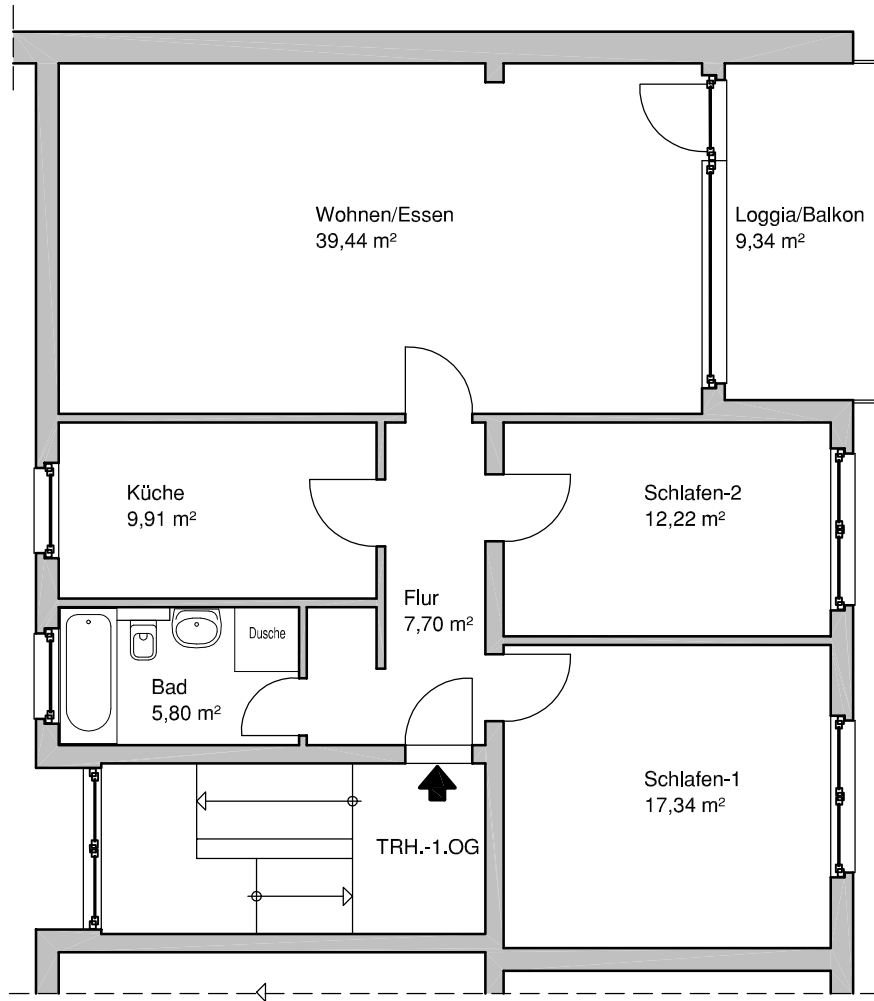 Wohnen/Essen
39,44 m²
Loggia/Balkon
9,34 m²
Küche
9,91 m²
Schlafen-2
12,22 m²
Flur
7,70 m²
Dusche
Bad
5,80 m²
Schlafen-1
17,34 m²
TRH.-1.OG